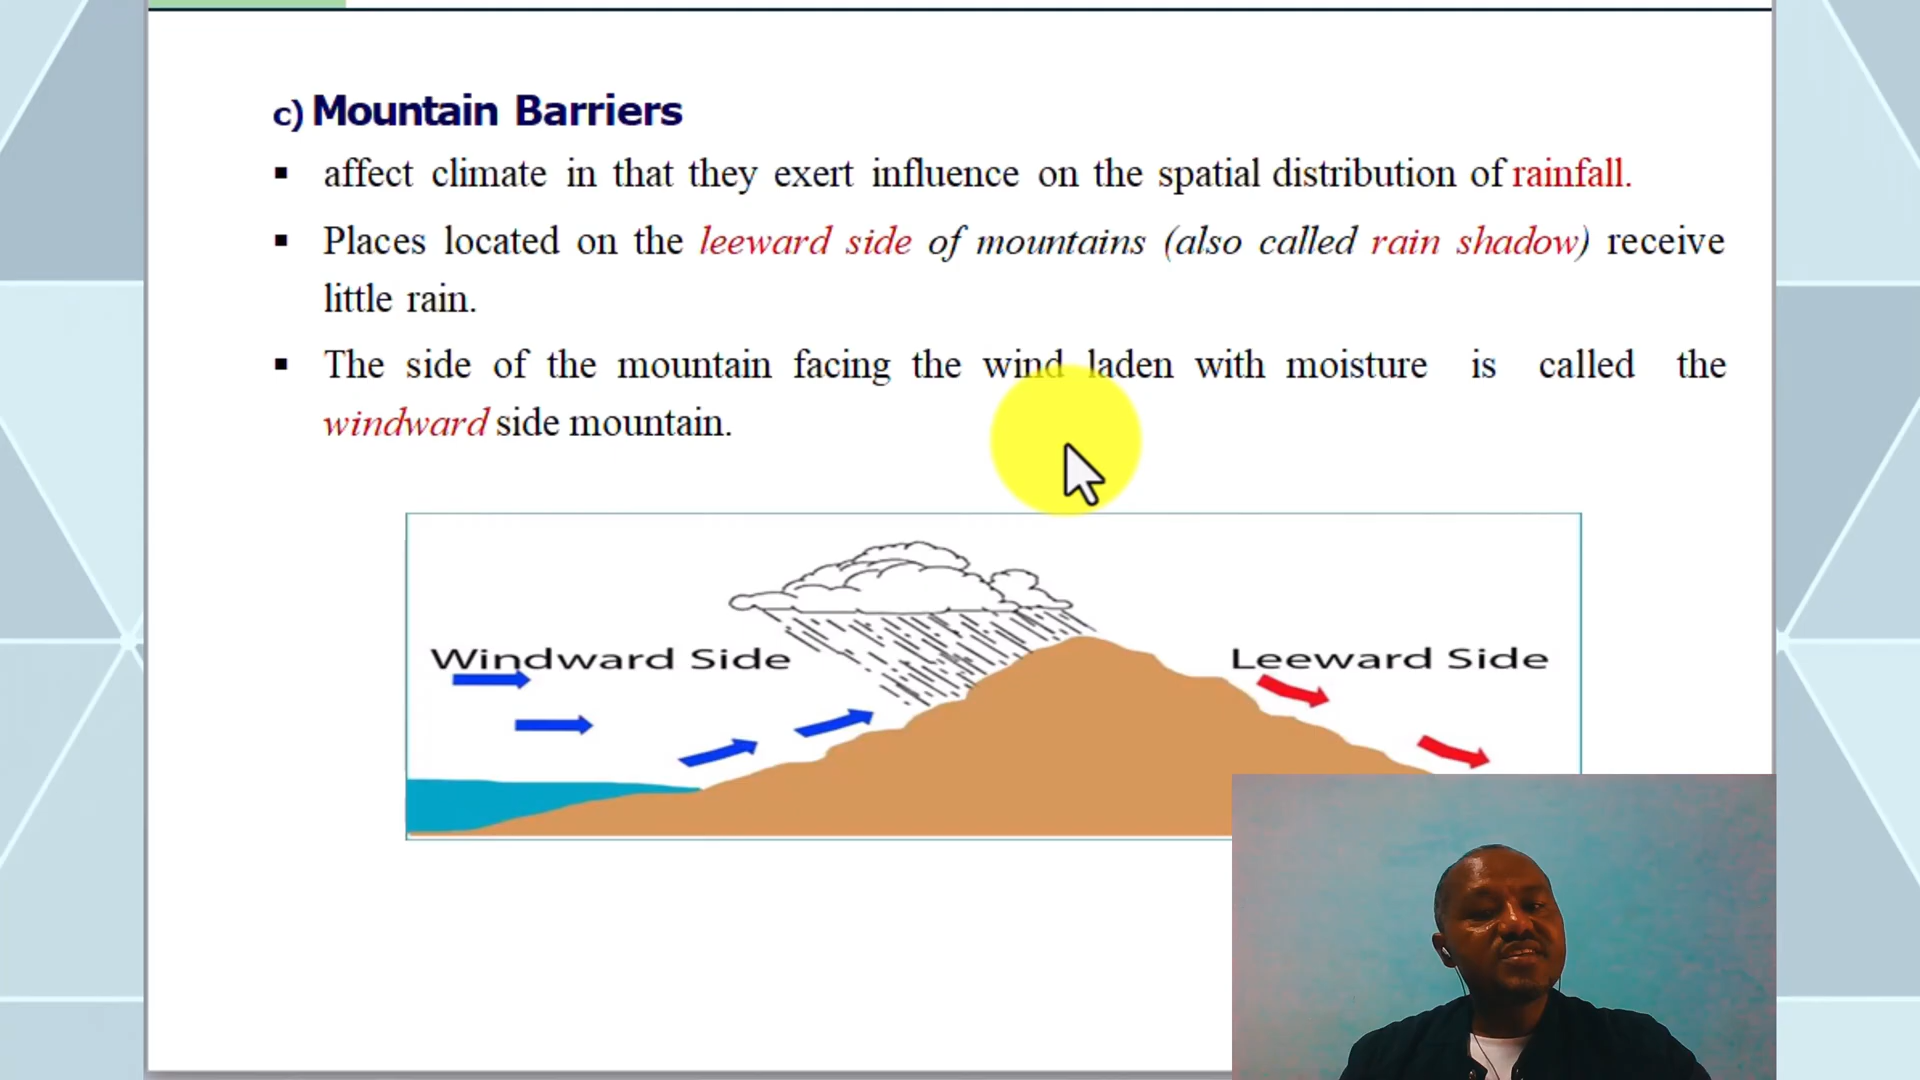 c) Mountain Barriers
▪ affect climate in that they exert influence on the spatial distribution of rainfall.
▪ Places located on the leeward side of mountains (also called rain shadow) receive
little rain.
▪ The side of the mountain facing the wind laden with moisture is called the
windward side mountain.
Windward Side
Leeward Side